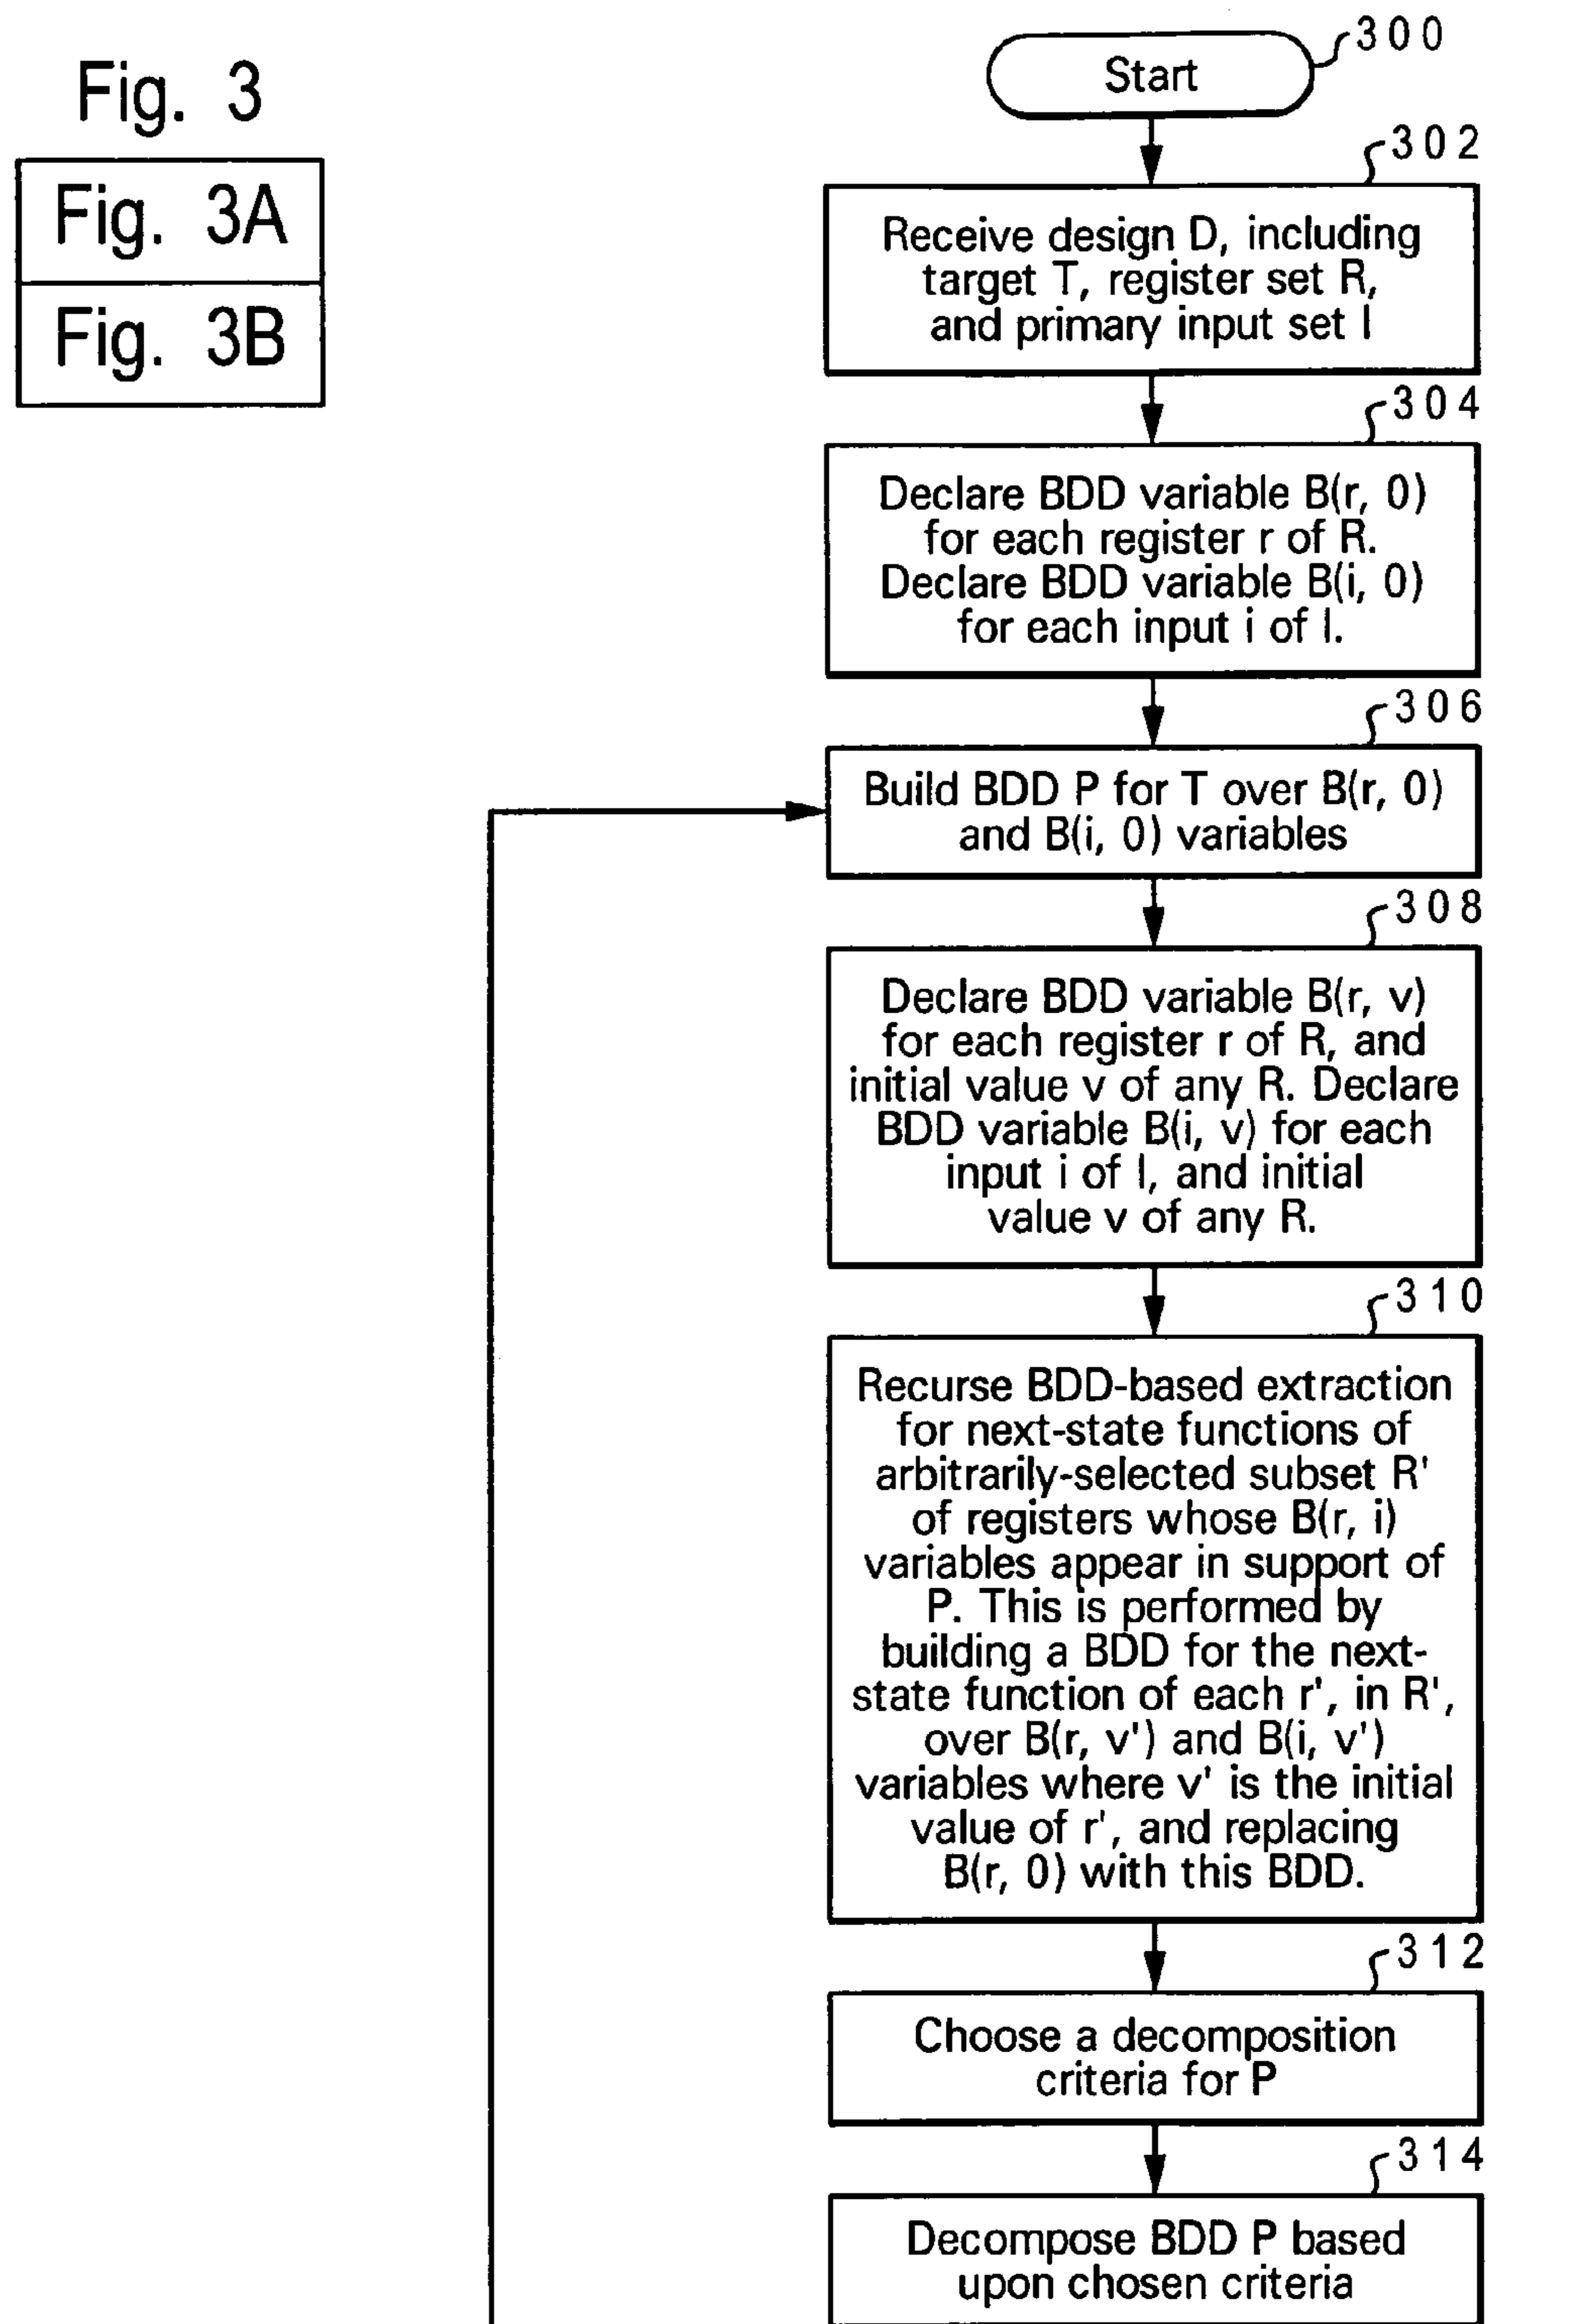 Fig. 3
Fig. 3A
Fig. 3B
300
Start
302
Receive design D, including
target T, register set R,
and primary input set I
304
Declare BDD variable B(r, 0)
for each register r of R.
Declare BDD variable B(i, 0)
for each input i of I.
306
Build BDD P for T over B(r, 0)
and B(i, 0) variables
308
Declare BDD variable B(r, v)
for each register r of R, and
initial value v of any R. Declare
BDD variable B(i, v) for each
input i of I, and initial
value v of any R.
310
Recurse BDD-based extraction
for next-state functions of
arbitrarily-selected subset R'
of registers whose B(r, i)
variables appear in support of
P. This is performed by
building a BDD for the next-
state function of each r', in R',
over B(r, v') and B(i, v')
variables where v' is the initial
value of r', and replacing
B(r, 0) with this BDD.
312
Choose a decomposition
criteria for P
314
Decompose BDD P based
upon chosen criteria